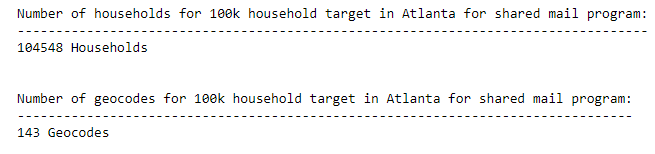 Number of households for 100k household target in Atlanta for shared mail program:
--------------------------------------------------------------------------------
104548 Households
Number of geocodes for 100k household target in Atlanta for shared mail program:
------------------------------------------------------------------------------
143 Geocodes